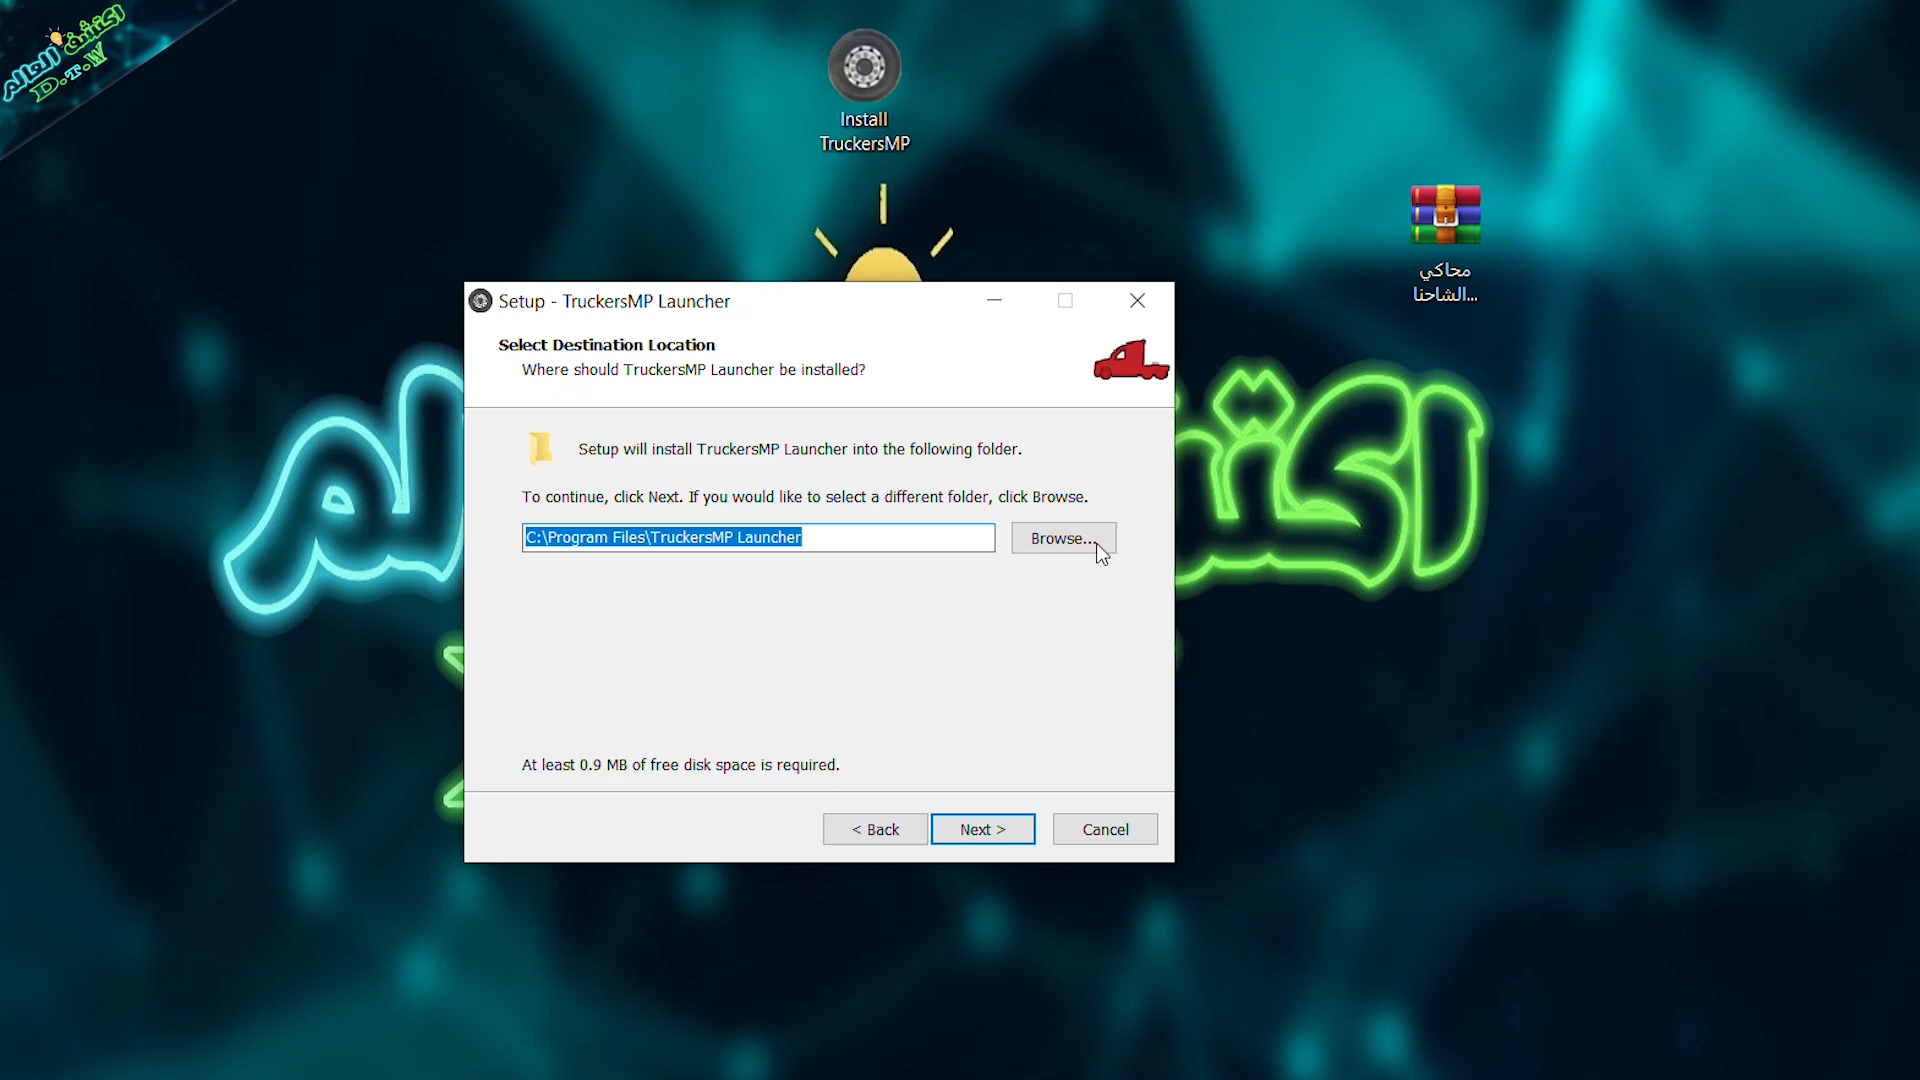 اكتشف العالم
D.T.W
Install
TruckersMP
محاكي
الشاحنا...
Setup - TruckersMP Launcher
Select Destination Location
Where should TruckersMP Launcher be installed?
Setup will install TruckersMP Launcher into the following folder.
To continue, click Next. If you would like to select a different folder, click Browse.
C:\Program Files\TruckersMP Launcher
Browse...
At least 0.9 MB of free disk space is required.
< Back
Next >
Cancel